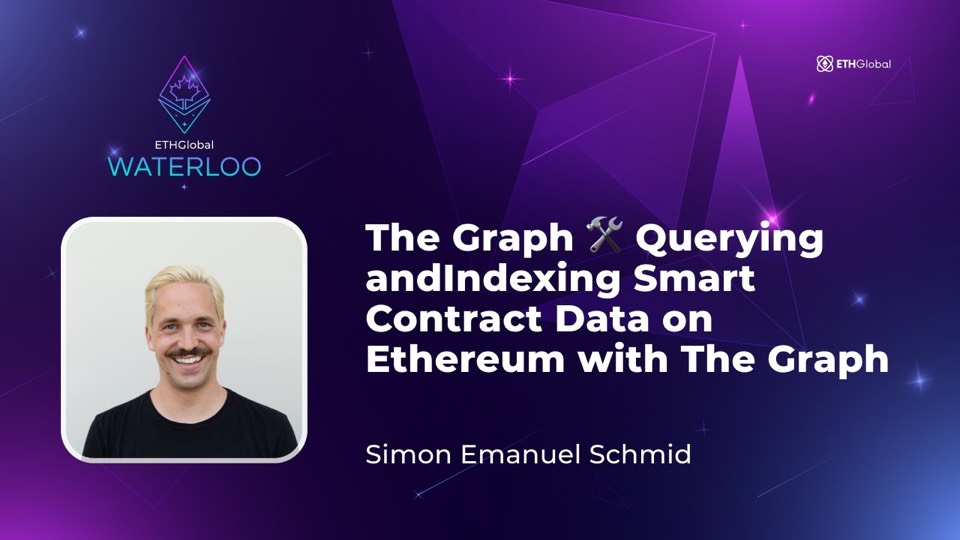 ETHGlobal
WATERLOO
ETHGlobal
The Graph 🛠️ Querying
andIndexing Smart
Contract Data on
Ethereum with The Graph
Simon Emanuel Schmid